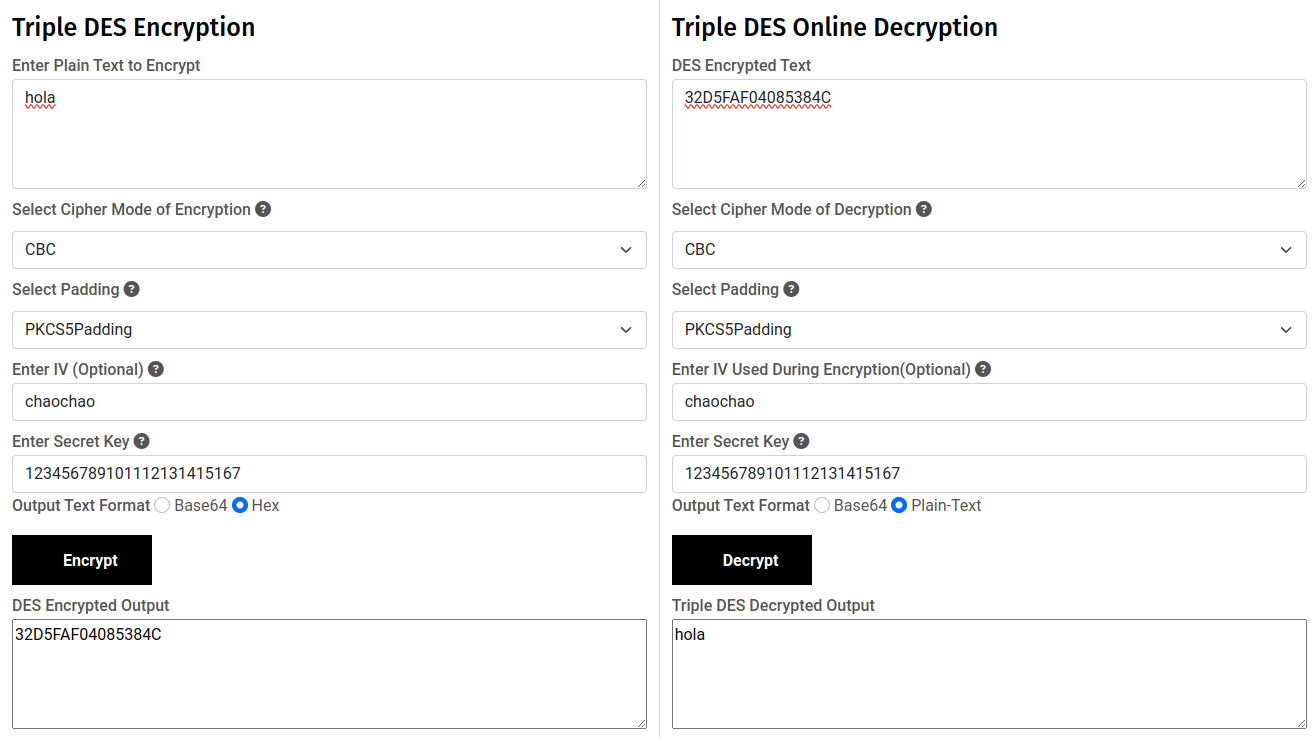 Triple DES Encryption
Enter Plain Text to Encrypt
hola
Select Cipher Mode of Encryption ?
CBC
Select Padding ?
PKCS5Padding
Enter IV (Optional) ?
chaochao
Enter Secret Key ?
123456789101112131415167
Output Text Format Base64 Hex
Encrypt
DES Encrypted Output
32D5FAF04085384C
Triple DES Online Decryption
DES Encrypted Text
32D5FAF04085384C
Select Cipher Mode of Decryption ?
CBC
Select Padding ?
PKCS5Padding
Enter IV Used During Encryption(Optional) ?
chaochao
Enter Secret Key ?
123456789101112131415167
Output Text Format Base64 Plain-Text
Decrypt
Triple DES Decrypted Output
hola